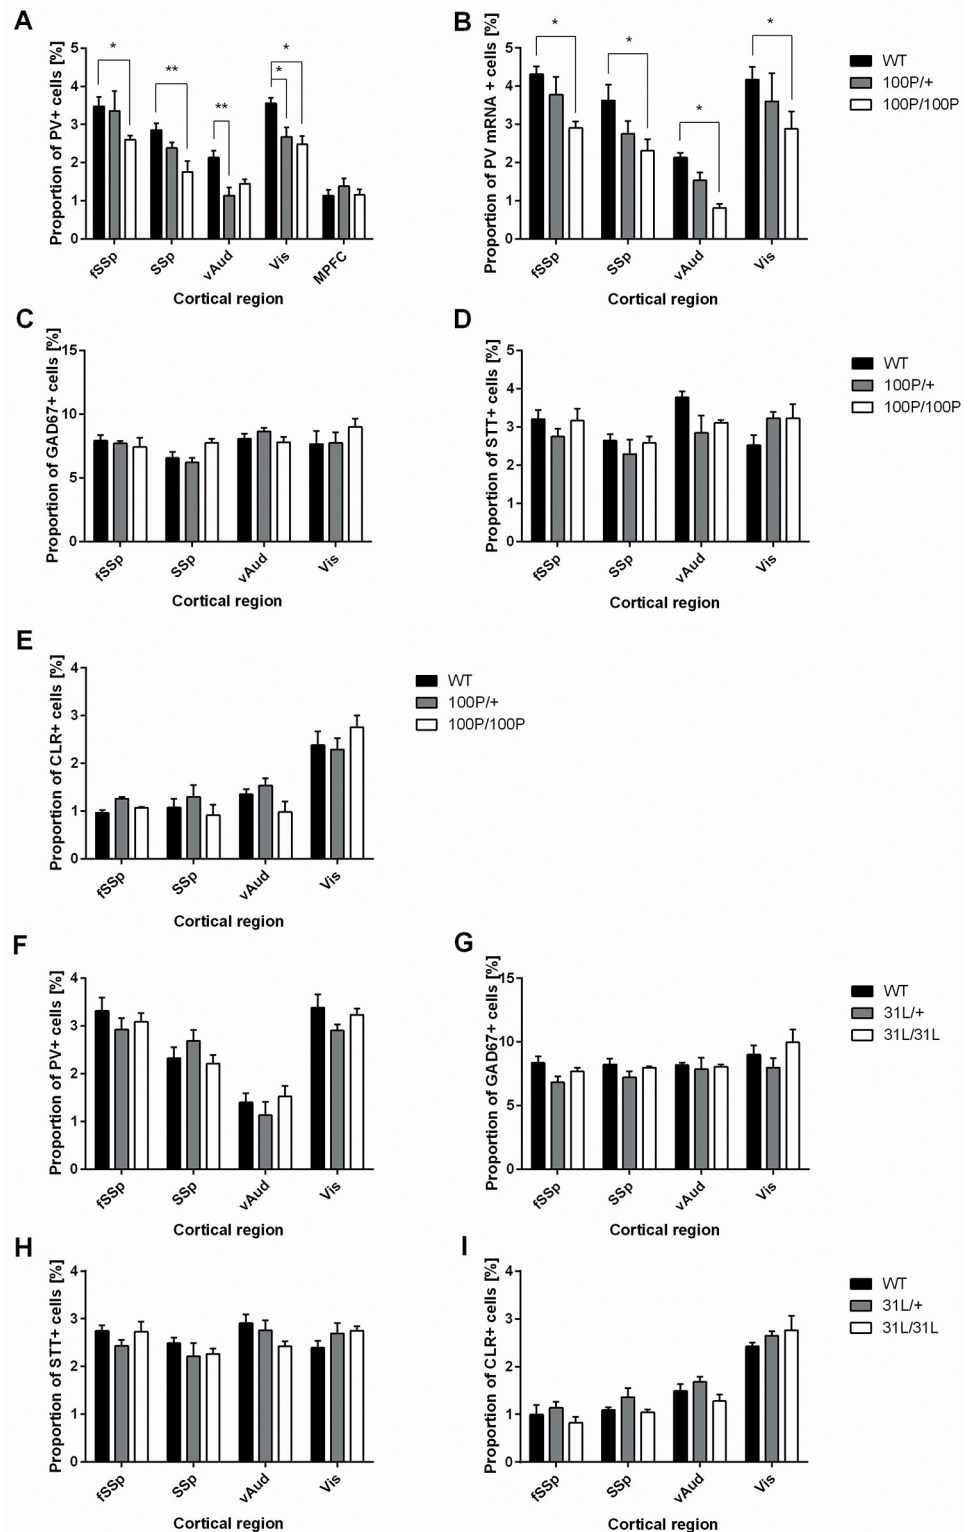 A
Proportion of PV+ cells [%]
5
4
3
2
1
0
*
**
**
*
*
fSSp
SSp
vAud
Vis
MPFC
Cortical region
B
Proportion of PV mRNA + cells [%]
5
4
3
2
1
0
*
*
*
*
fSSp
SSp
vAud
Vis
Cortical region
WT
100P/+
100P/100P
C
Proportion of GAD67+ cells [%]
15
10
5
0
fSSp
SSp
vAud
Vis
Cortical region
D
Proportion of STT+ cells [%]
5
4
3
2
1
0
fSSp
SSp
vAud
Vis
Cortical region
WT
100P/+
100P/100P
E
Proportion of CLR+ cells [%]
4
3
2
1
0
fSSp
SSp
vAud
Vis
Cortical region
WT
100P/+
100P/100P
F
Proportion of PV+ cells [%]
4
3
2
1
0
fSSp
SSp
vAud
Vis
Cortical region
G
Proportion of GAD67+ cells [%]
15
10
5
0
fSSp
SSp
vAud
Vis
Cortical region
WT
31L/+
31L/31L
H
Proportion of STT+ cells [%]
4
3
2
1
0
fSSp
SSp
vAud
Vis
Cortical region
I
Proportion of CLR+ cells [%]
4
3
2
1
0
fSSp
SSp
vAud
Vis
Cortical region
WT
31L/+
31L/31L